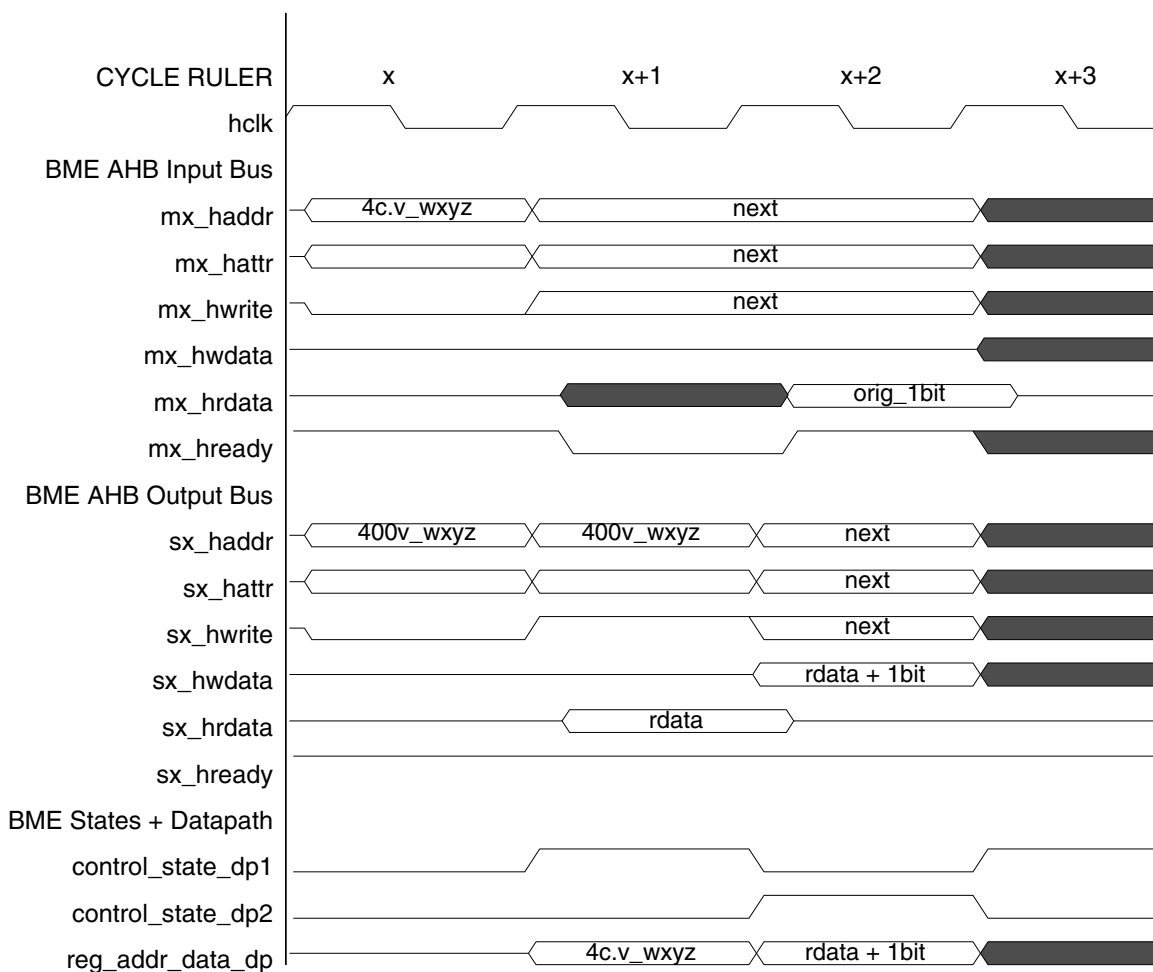 CYCLE RULER x x+1 x+2 x+3
hclk
BME AHB Input Bus
mx_haddr 4c.v_wxyz next
mx_hattr next
mx_hwrite next
mx_hwdata
mx_hrdata orig_1bit
mx_hready
BME AHB Output Bus
sx_haddr 400v_wxyz 400v_wxyz next
sx_hattr next
sx_hwrite next
sx_hwdata rdata + 1bit
sx_hrdata rdata
sx_hready
BME States + Datapath
control_state_dp1
control_state_dp2
reg_addr_data_dp 4c.v_wxyz rdata + 1bit